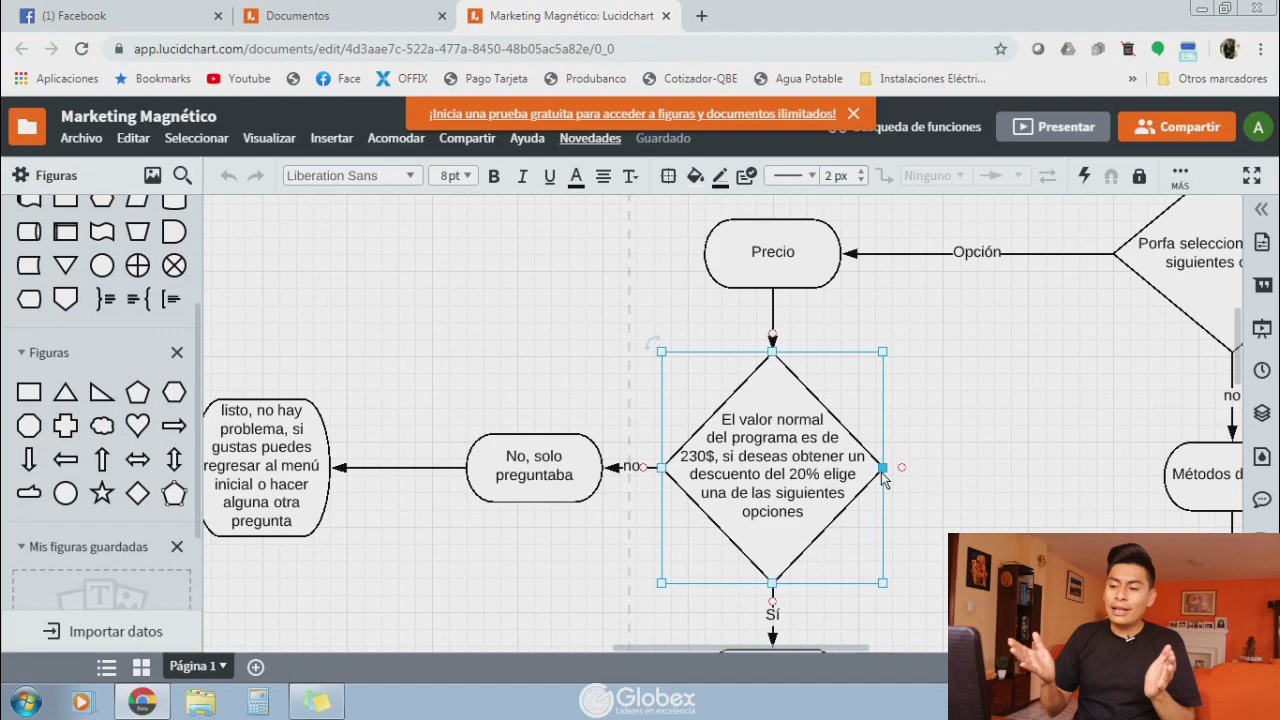 (1) Facebook
Documentos
Marketing Magnético: Lucidchart
app.lucidchart.com/documents/edit/4d3aae7c-522a-477a-8450-48b05ac5a82e/0_0
Aplicaciones
Bookmarks
Youtube
Face
OFFIX
Pago Tarjeta
Produbanco
Cotizador-QBE
Agua Potable
Instalaciones Eléctri...
Otros marcadores
Marketing Magnético
¡Inicia una prueba gratuita para acceder a figuras y documentos ilimitados!
Archivo
Editar
Seleccionar
Visualizar
Insertar
Acomodar
Compartir
Ayuda
Novedades
Guardado
squeda de funciones
Presentar
Compartir
A
Figuras
Liberation Sans
8 pt
B
I
U
A
T
2 px
Ninguno
MÁS
Precio
Opción
Porfa seleccion
siguientes o
Figuras
El valor normal
del programa es de
230$, si deseas obtener un
descuento del 20% elige
una de las siguientes
opciones
no
No, solo
preguntaba
listo, no hay
problema, si
gustas puedes
regresar al menú
inicial o hacer
alguna otra
pregunta
no
Métodos d
Sí
Mis figuras guardadas
T
Importar datos
Página 1
Globex
Líderes en excelencia